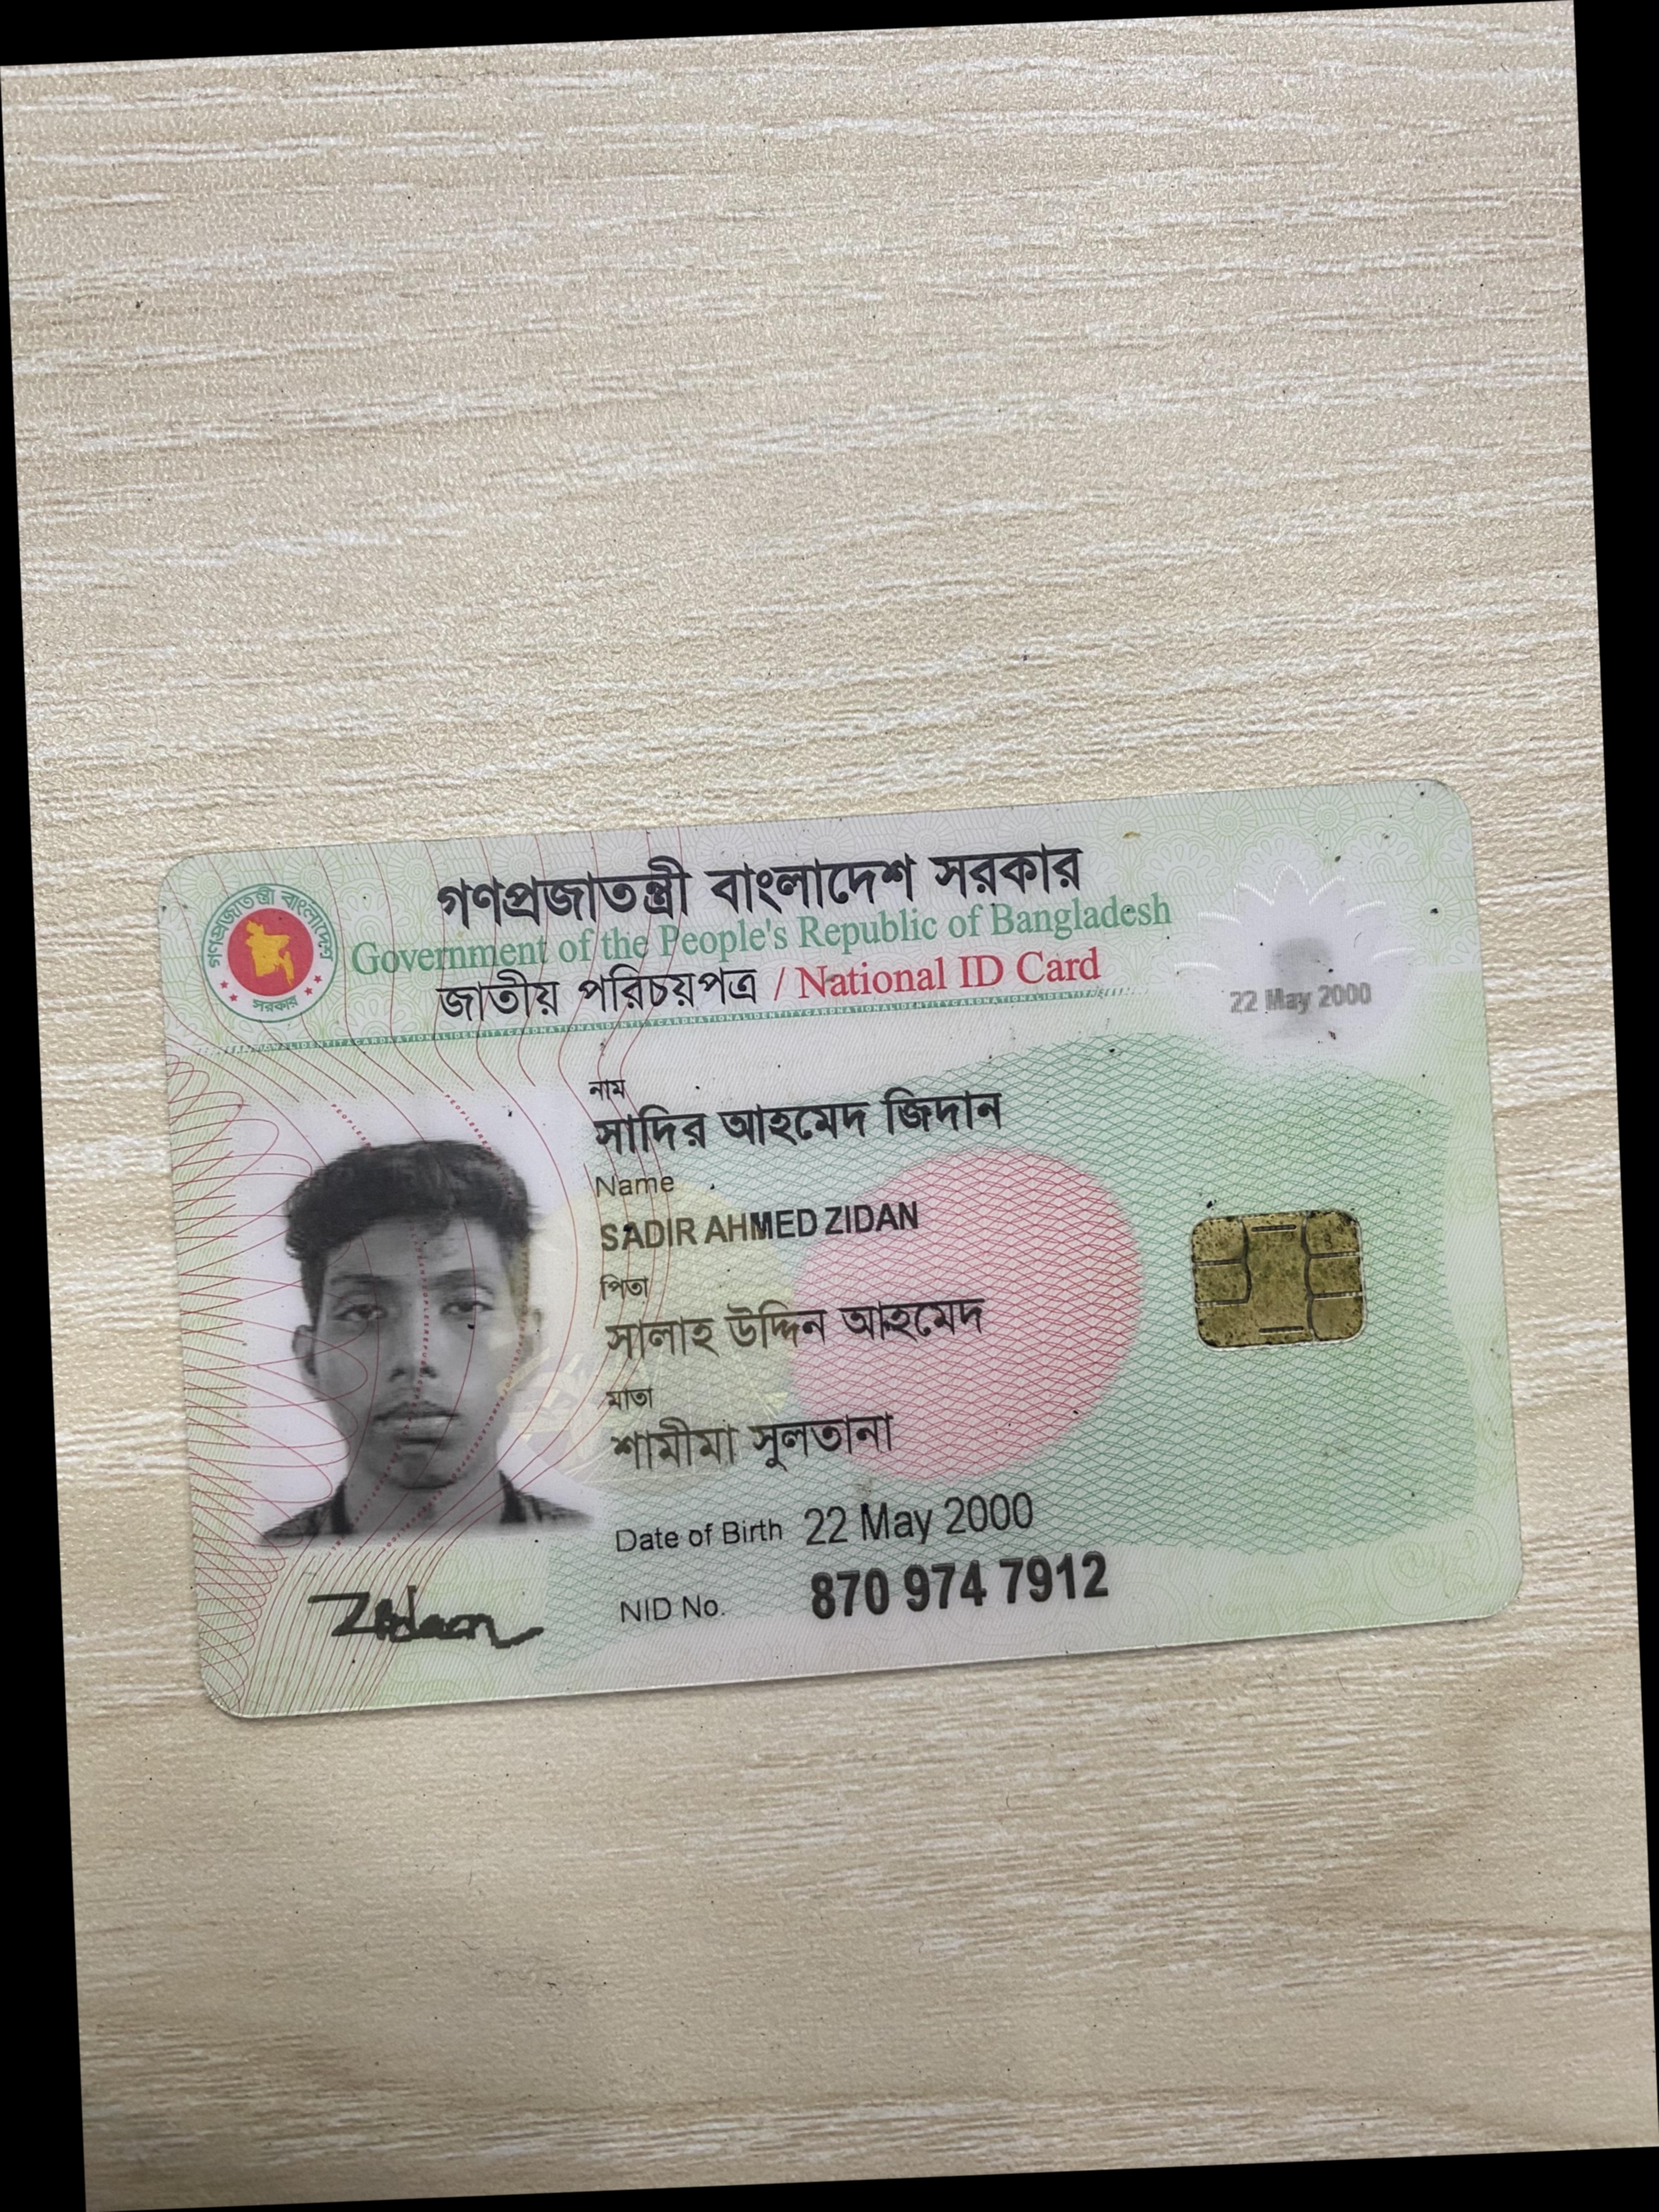 গণপ্রজাতন্ত্রী বাংলাদেশ সরকার
Government of the People's Republic of Bangladesh
জাতীয় পরিচয়পত্র / National ID Card
গণপ্রজাতন্ত্রী বাংলাদেশ
সরকার
22 May 2000
নাম
সাদির আহমেদ জিদান
Name
SADIR AHMED ZIDAN
পিতা
সালাহ উদ্দিন আহমেদ
মাতা
শামীমা সুলতানা
Date of Birth 22 May 2000
NID No. 870 974 7912
Zidan